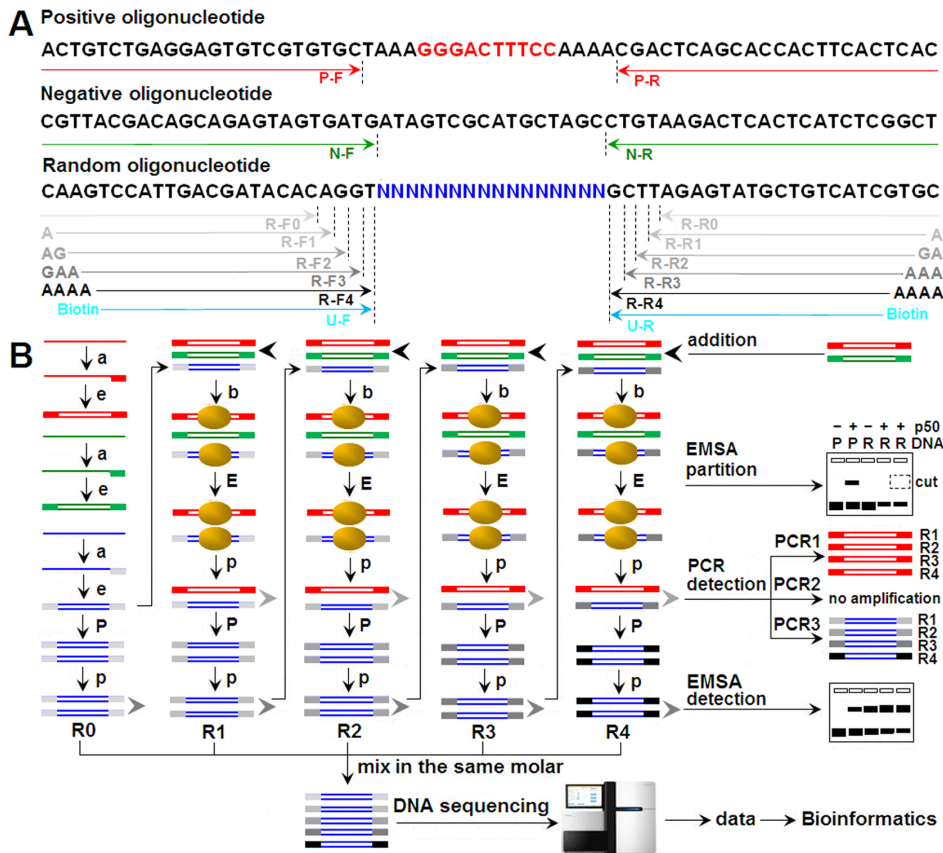 A
Positive oligonucleotide
ACTGTCTGAGGAGTGTCGTGTGCTAAAGGGACTTTCCAAAACGACTCAGCACCACTTCACTCAC
P-F P-R
Negative oligonucleotide
CGTTACGACAGCAGAGTAGTGATGATAGTCGCATGCTAGCCTGTAAGACTCACTCATCTCGGCT
N-F N-R
Random oligonucleotide
CAAGTCCATTGACGATACACAGGTNNNNNNNNNNNNNNNNGCTTAGAGTATGCTGTCATCGTGC
R-F0 R-R0
A R-F1 R-R1 A
AG R-F2 R-R2 GA
GAA R-F3 R-R3 AAA
AAAA R-F4 R-R4 AAAA
Biotin U-F U-R Biotin
B
addition
a b b b b
e
p50
− + − + +
P P R R R DNA
a
EMSA
partition
cut
e E E E E
a p p p p
PCR
detection
PCR1
R1
R2
R3
R4
PCR2
no amplification
PCR3
R1
R2
R3
R4
e
P P P P P
p p p p p
EMSA
detection
R0 R1 R2 R3 R4
mix in the same molar
DNA sequencing
data
Bioinformatics